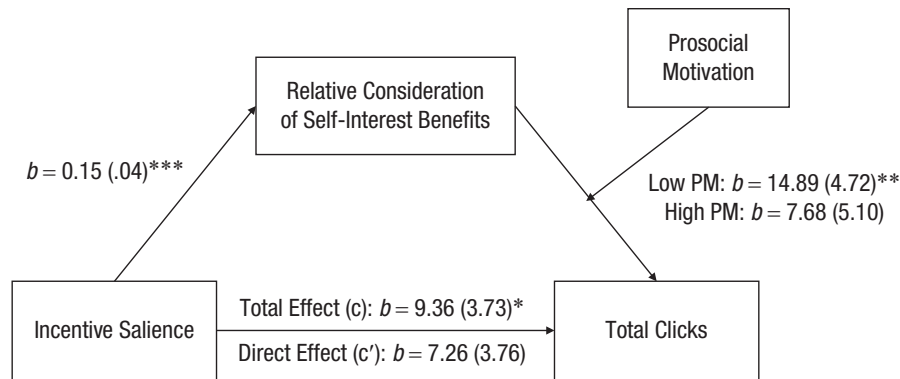 Prosocial
Motivation
Relative Consideration
of Self-Interest Benefits
b = 0.15 (.04)***
Low PM: b = 14.89 (4.72)**
High PM: b = 7.68 (5.10)
Incentive Salience
Total Effect (c): b = 9.36 (3.73)*
Direct Effect (c′): b = 7.26 (3.76)
Total Clicks